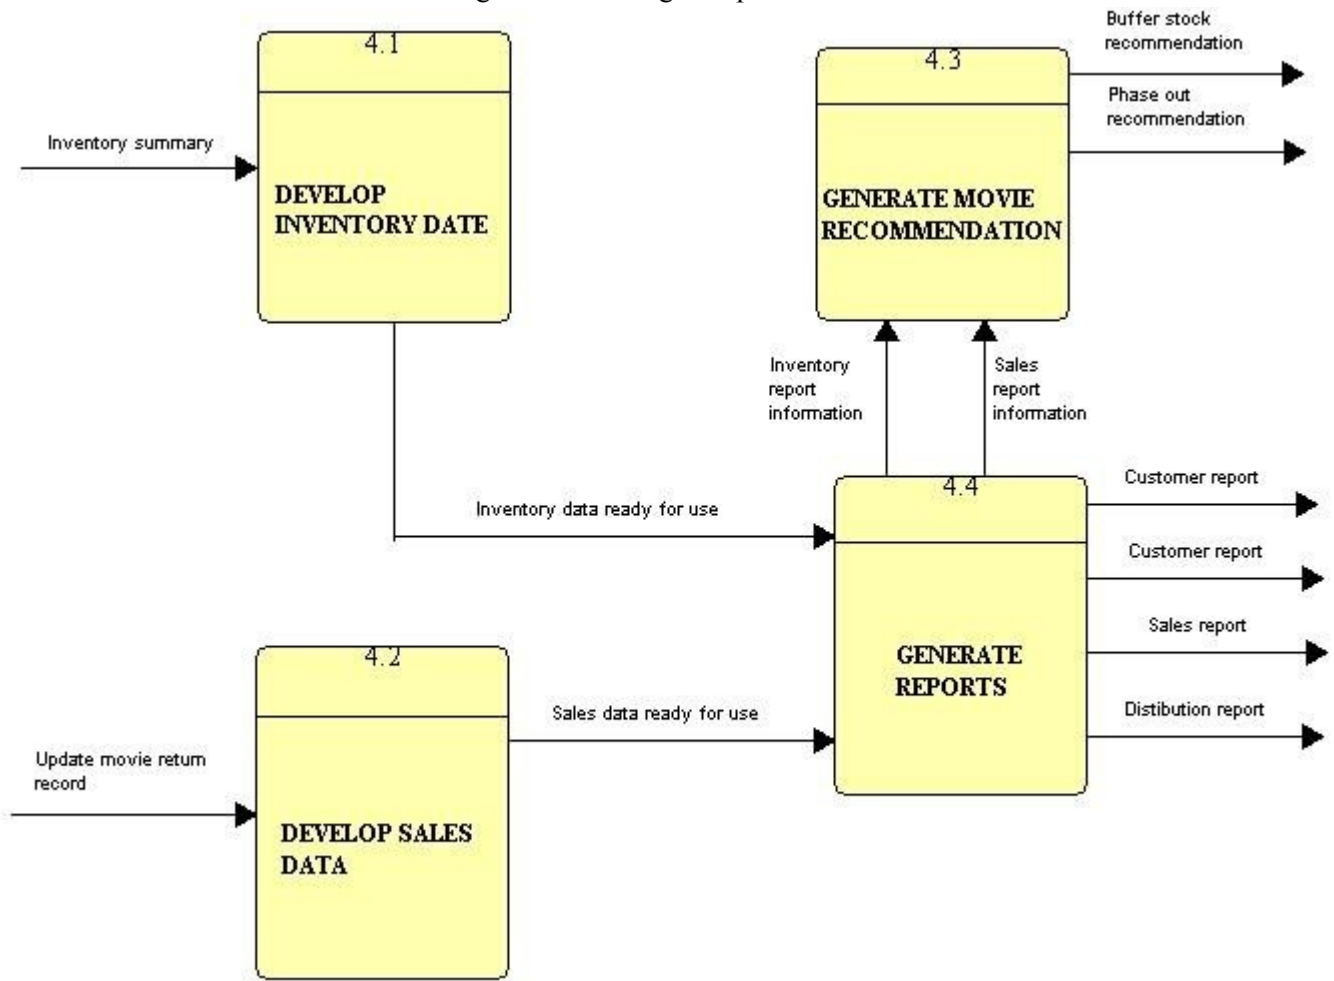 4.1
Inventory summary
DEVELOP
INVENTORY DATE
4.3
Buffer stock
recommendation
Phase out
recommendation
GENERATE MOVIE
RECOMMENDATION
Inventory
report
information
Sales
report
information
Inventory data ready for use
4.4
Customer report
Customer report
Sales report
Distibution report
GENERATE
REPORTS
4.2
Sales data ready for use
Update movie return
record
DEVELOP SALES
DATA